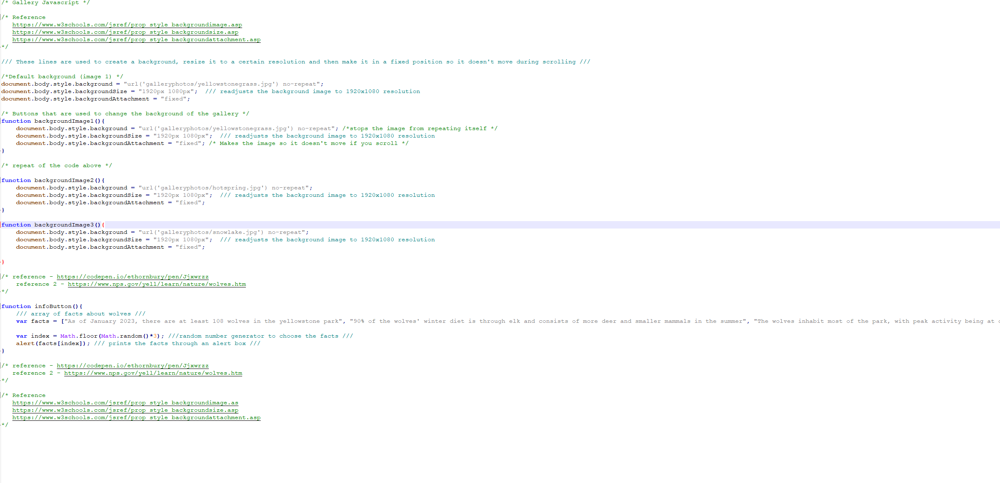 /* Gallery Javascript */
/* Reference
https://www.w3schools.com/jsref/prop_style_backgroundimage.asp
https://www.w3schools.com/jsref/prop_style_backgroundsize.asp
https://www.w3schools.com/jsref/prop_style_backgroundattachment.asp
*/
/// These lines are used to create a background, resize it to a certain resolution and then make it in a fixed position so it doesn't move during scrolling ///
/*Default background (image 1) */
document.body.style.background = "url('galleryphotos/yellowstonegrass.jpg') no-repeat";
document.body.style.backgroundSize = "1920px 1080px";  /// readjusts the background image to 1920x1080 resolution
document.body.style.backgroundAttachment = "fixed";
/* Buttons that are used to change the background of the gallery */
function backgroundImage1(){
document.body.style.background = "url('galleryphotos/yellowstonegrass.jpg') no-repeat"; /*stops the image from repeating itself */
document.body.style.backgroundSize = "1920px 1080px";  /// readjusts the background image to 1920x1080 resolution
document.body.style.backgroundAttachment = "fixed"; /* Makes the image so it doesn't move if you scroll */
}
/* repeat of the code above */
function backgroundImage2(){
document.body.style.background = "url('galleryphotos/hotspring.jpg') no-repeat";
document.body.style.backgroundSize = "1920px 1080px";  /// readjusts the background image to 1920x1080 resolution
document.body.style.backgroundAttachment = "fixed";
}
function backgroundImage3(){
document.body.style.background = "url('galleryphotos/snowlake.jpg') no-repeat";
document.body.style.backgroundSize = "1920px 1080px";  /// readjusts the background image to 1920x1080 resolution
document.body.style.backgroundAttachment = "fixed";
}
/* reference - https://codepen.io/ethornbury/pen/Jjxwrzz
reference 2 - https://www.nps.gov/yell/learn/nature/wolves.htm
*/
function infoButton(){
/// array of facts about wolves ///
var facts = ["As of January 2023, there are at least 108 wolves in the yellowstone park", "90% of the wolves' winter diet is through elk and consists of more deer and smaller mammals in the summer", "The wolves inhabit most of the park, with peak activity being at
var index = Math.floor(Math.random()*3); ///random number generator to choose the facts ///
alert(facts[index]); /// prints the facts through an alert box ///
}
/* reference - https://codepen.io/ethornbury/pen/Jjxwrzz
reference 2 - https://www.nps.gov/yell/learn/nature/wolves.htm
*/
/* Reference
https://www.w3schools.com/jsref/prop_style_backgroundimage.as
https://www.w3schools.com/jsref/prop_style_backgroundsize.asp
https://www.w3schools.com/jsref/prop_style_backgroundattachment.asp
*/